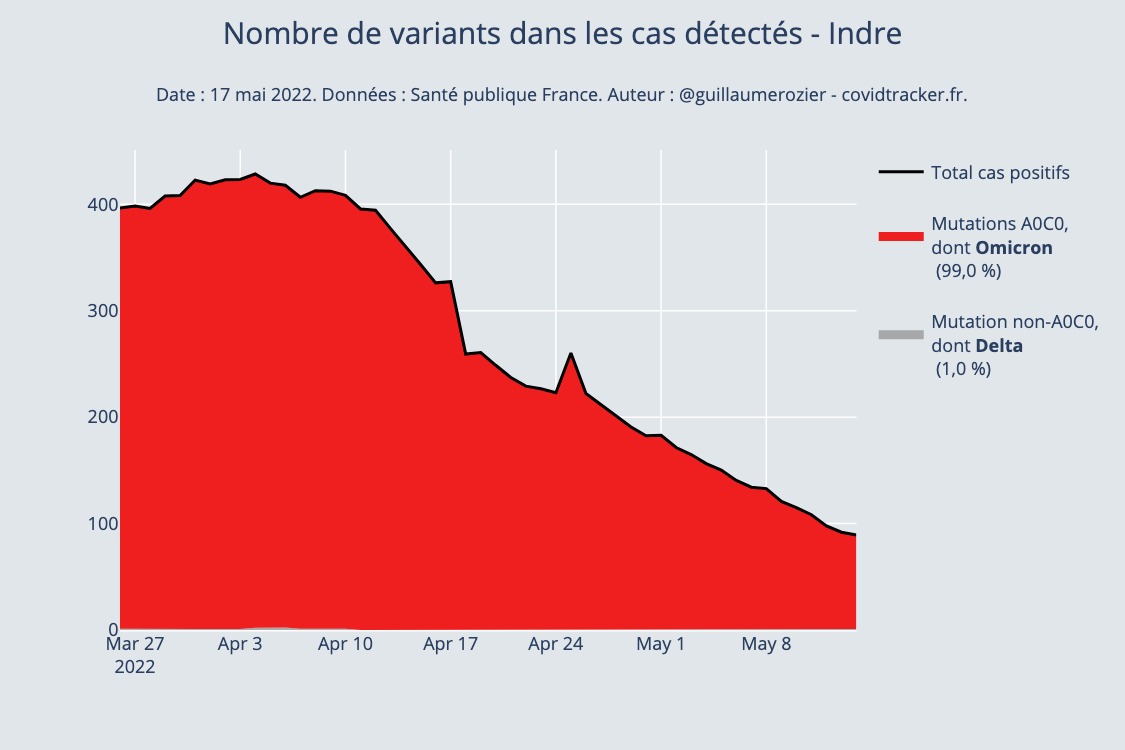 Nombre de variants dans les cas détectés - Indre
Date : 17 mai 2022. Données : Santé publique France. Auteur : @guillaumerozier - covidtracker.fr.
Total cas positifs
Mutations A0C0,
dont Omicron
(99,0 %)
Mutation non-A0C0,
dont Delta
(1,0 %)
400
300
200
100
0
Mar 27 Apr 3 Apr 10 Apr 17 Apr 24 May 1 May 8
2022